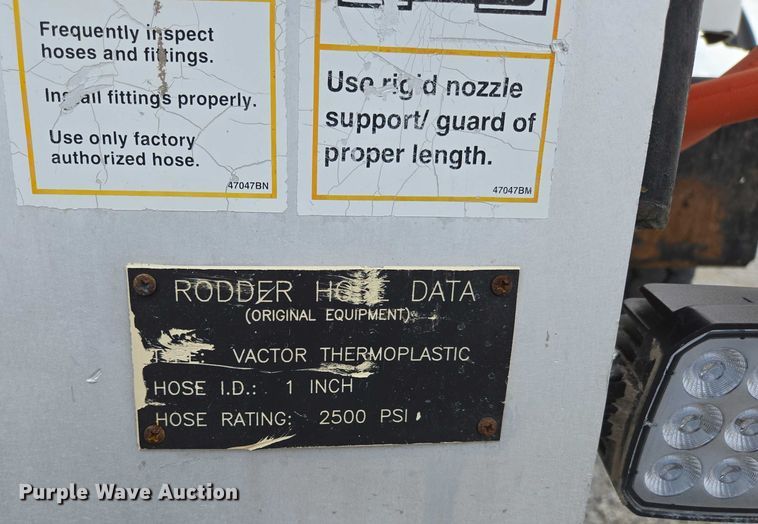 Frequently inspect
hoses and fittings.
Install fittings properly.
Use only factory
authorized hose.
47047BN
Use rigid nozzle
support/ guard of
proper length.
47047BM
RODDER HOSE DATA
(ORIGINAL EQUIPMENT)
TYPE: VACTOR THERMOPLASTIC
HOSE I.D.: 1 INCH
HOSE RATING: 2500 PSI
Purple Wave Auction